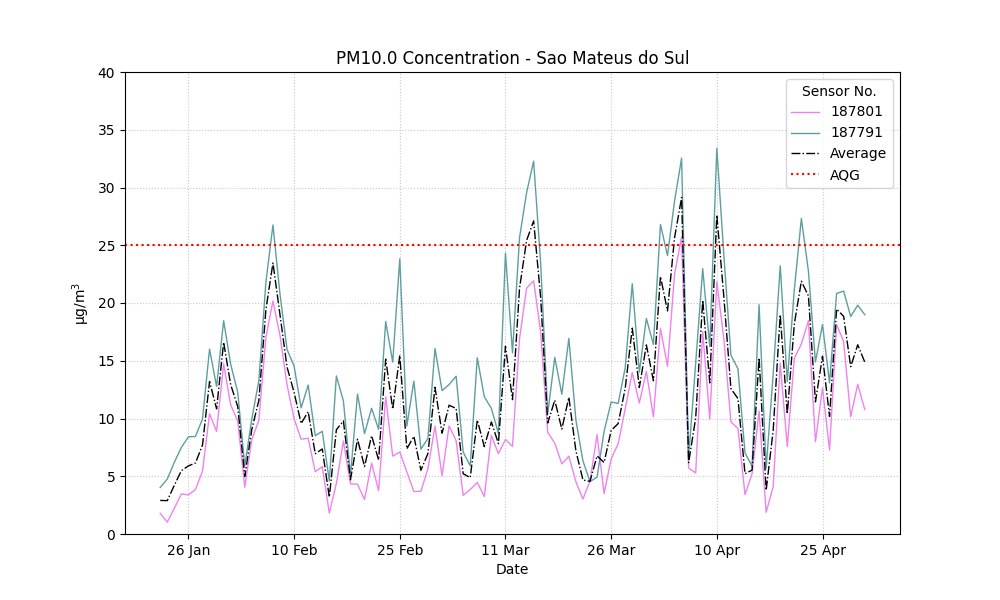 PM10.0 Concentration - Sao Mateus do Sul
40
35
30
25
20
15
10
5
0
µg/m³
26 Jan
10 Feb
25 Feb
11 Mar
26 Mar
10 Apr
25 Apr
Date
Sensor No.
187801
187791
Average
AQG